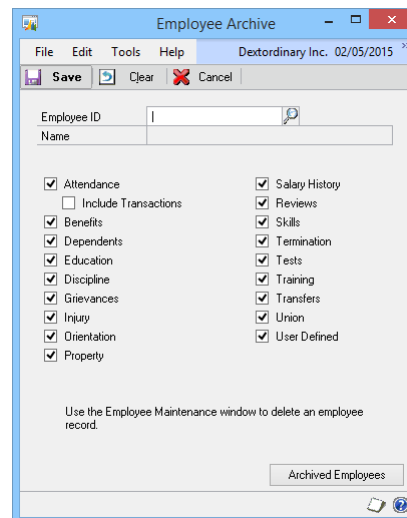 Employee Archive
File Edit Tools Help Dextordinary Inc. 02/05/2015 »
Save Clear Cancel
Employee ID
Name
Attendance
Include Transactions
Benefits
Dependents
Education
Discipline
Grievances
Injury
Orientation
Property
Salary History
Reviews
Skills
Termination
Tests
Training
Transfers
Union
User Defined
Use the Employee Maintenance window to delete an employee
record.
Archived Employees